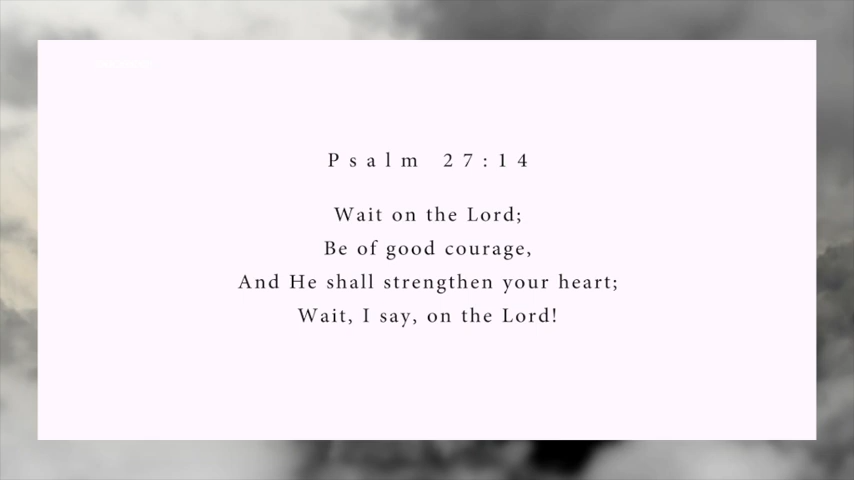 Psalm 27:14
Wait on the Lord;
Be of good courage,
And He shall strengthen your heart;
Wait, I say, on the Lord!